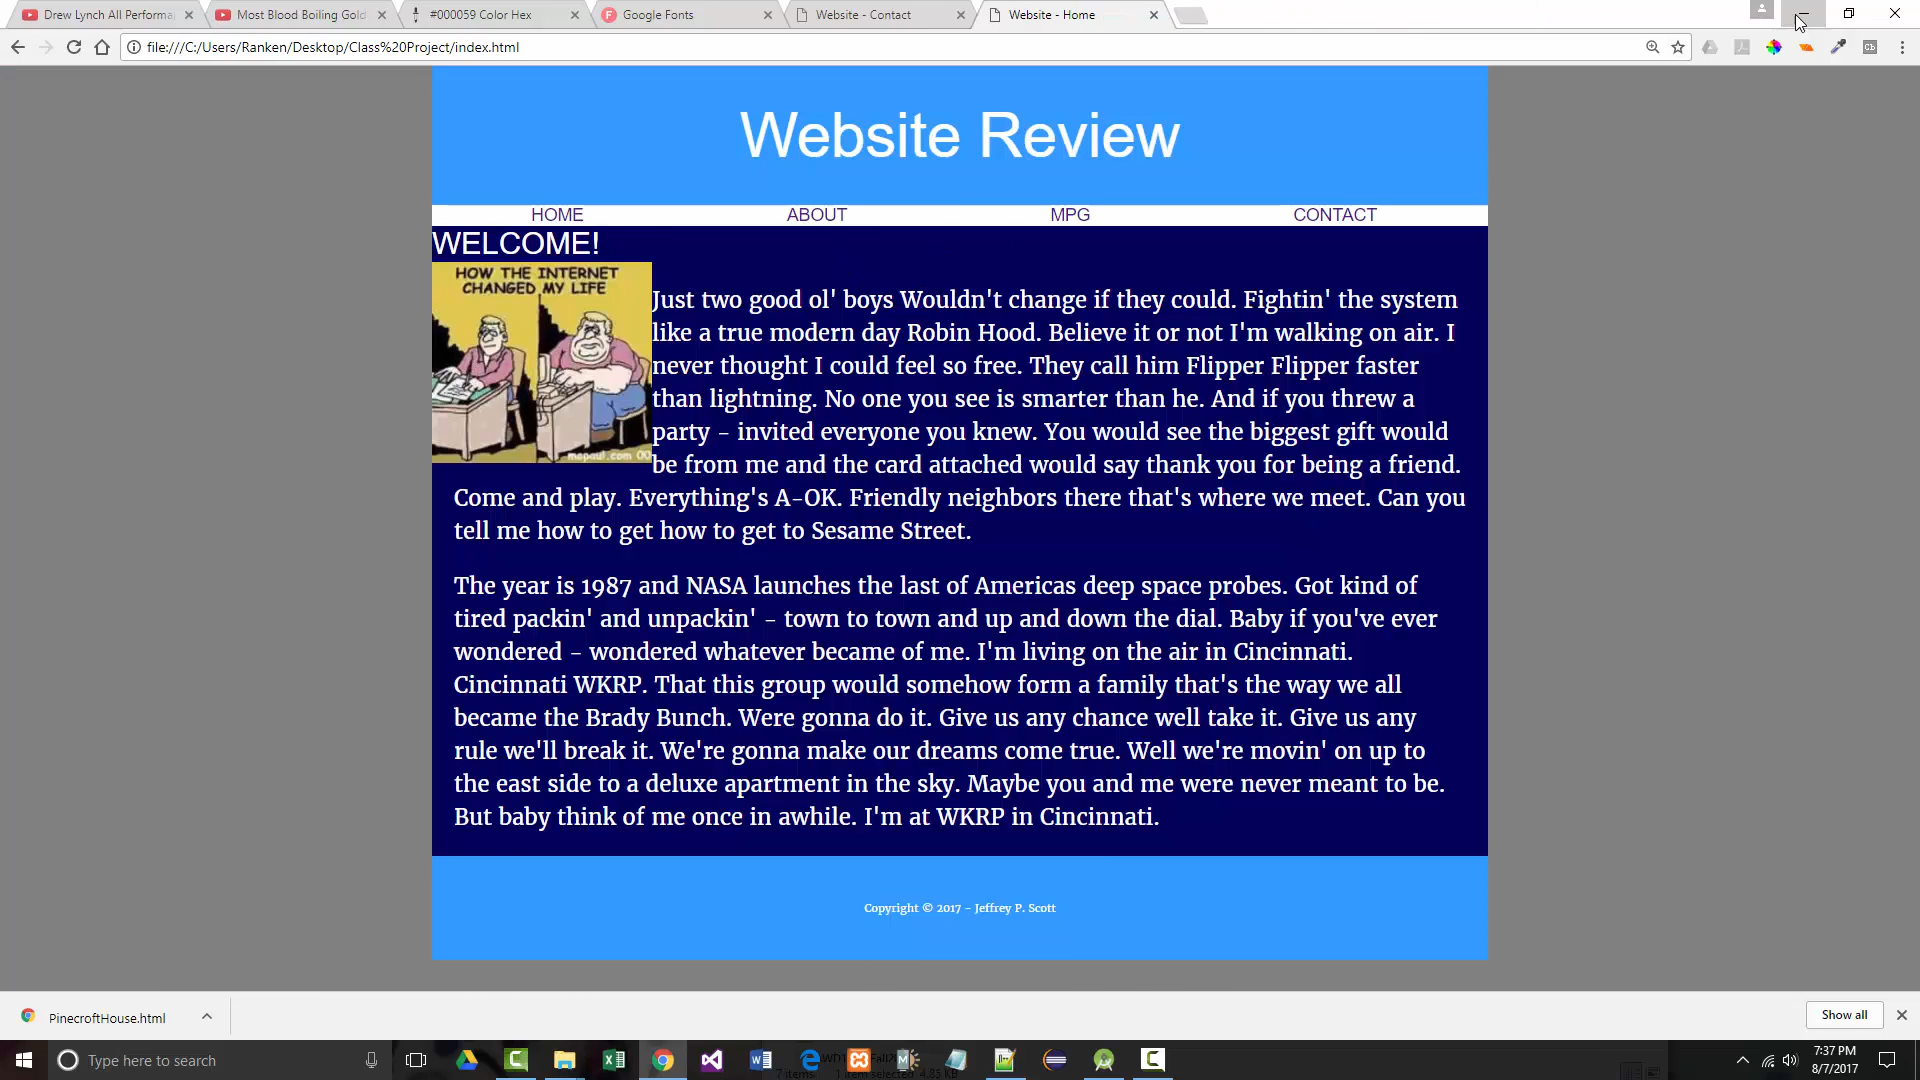 Drew Lynch All Performa
Most Blood Boiling Gold
#000059 Color Hex
Google Fonts
Website - Contact
Website - Home
file:///C:/Users/Ranken/Desktop/Class%20Project/index.html
Website Review
HOME ABOUT MPG CONTACT
WELCOME!
HOW THE INTERNET
CHANGED MY LIFE
Just two good ol' boys Wouldn't change if they could. Fightin' the system
like a true modern day Robin Hood. Believe it or not I'm walking on air. I
never thought I could feel so free. They call him Flipper Flipper faster
than lightning. No one you see is smarter than he. And if you threw a
party - invited everyone you knew. You would see the biggest gift would
be from me and the card attached would say thank you for being a friend.
Come and play. Everything's A-OK. Friendly neighbors there that's where we meet. Can you
tell me how to get how to get to Sesame Street.
The year is 1987 and NASA launches the last of Americas deep space probes. Got kind of
tired packin' and unpackin' - town to town and up and down the dial. Baby if you've ever
wondered - wondered whatever became of me. I'm living on the air in Cincinnati.
Cincinnati WKRP. That this group would somehow form a family that's the way we all
became the Brady Bunch. Were gonna do it. Give us any chance well take it. Give us any
rule we'll break it. We're gonna make our dreams come true. Well we're movin' on up to
the east side to a deluxe apartment in the sky. Maybe you and me were never meant to be.
But baby think of me once in awhile. I'm at WKRP in Cincinnati.
Copyright © 2017 - Jeffrey P. Scott
PinecroftHouse.html
Show all
Type here to search
7:37 PM
8/7/2017